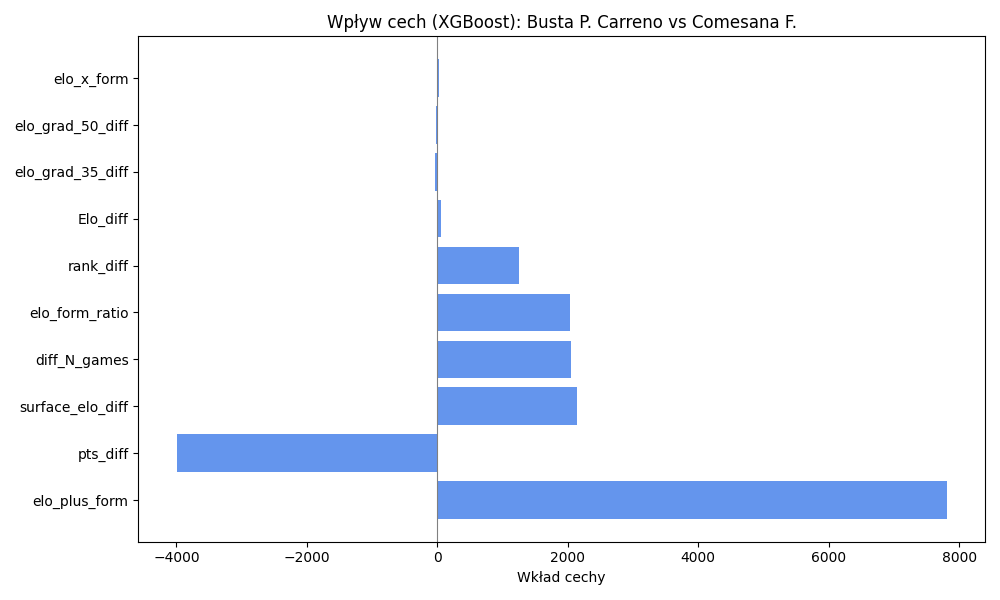 Wpływ cech (XGBoost): Busta P. Carreno vs Comesana F.
elo_x_form
elo_grad_50_diff
elo_grad_35_diff
Elo_diff
rank_diff
elo_form_ratio
diff_N_games
surface_elo_diff
pts_diff
elo_plus_form
−4000 −2000 0 2000 4000 6000 8000
Wkład cechy